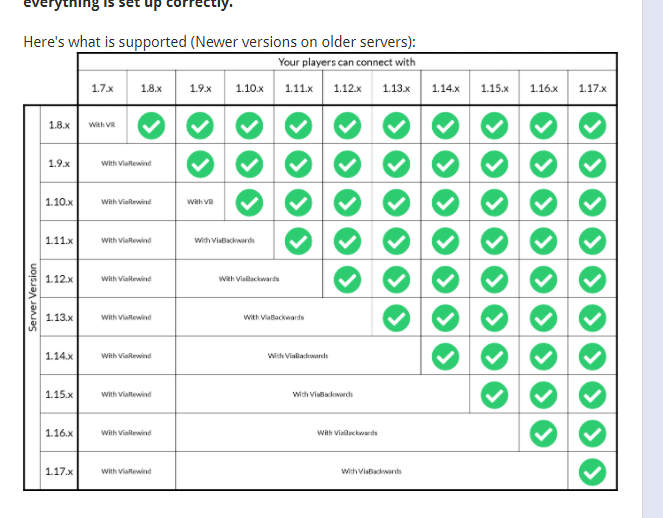 everything is set up correctly.
Here's what is supported (Newer versions on older servers):
Your players can connect with
1.7.x 1.8.x 1.9.x 1.10.x 1.11.x 1.12.x 1.13.x 1.14.x 1.15.x 1.16.x 1.17.x
Server Version
1.8.x With VR
1.9.x With ViaRewind
1.10.x With ViaRewind With VB
1.11.x With ViaRewind With ViaBackwards
1.12.x With ViaRewind With ViaBackwards
1.13.x With ViaRewind With ViaBackwards
1.14.x With ViaRewind With ViaBackwards
1.15.x With ViaRewind With ViaBackwards
1.16.x With ViaRewind With ViaBackwards
1.17.x With ViaRewind With ViaBackwards